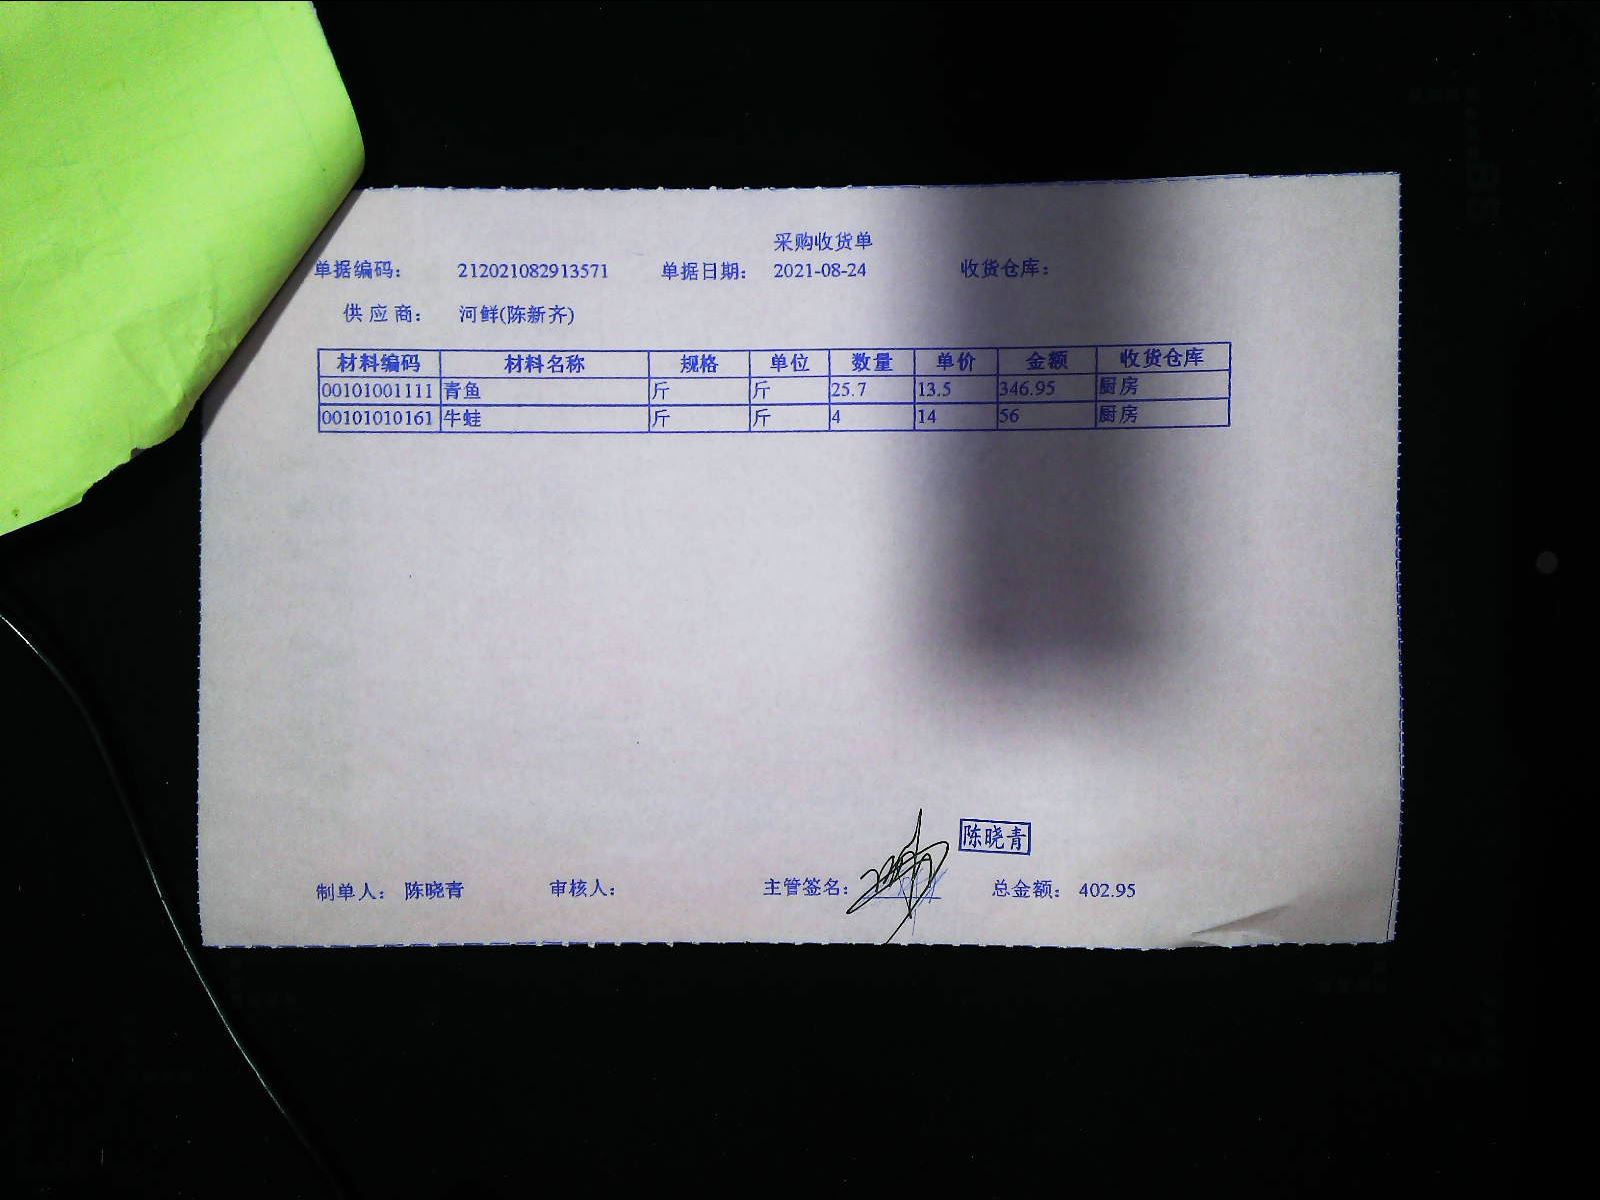 采购收货单
单据编码： 212021082913571 单据日期： 2021-08-24 收货仓库：
供应商： 河鲜(陈新齐)
材料编码 材料名称 规格 单位 数量 单价 金额 收货仓库
00101001111 青鱼 斤 斤 25.7 13.5 346.95 厨房
00101010161 牛蛙 斤 斤 4 14 56 厨房
陈晓青
制单人： 陈晓青 审核人： 主管签名： 总金额： 402.95